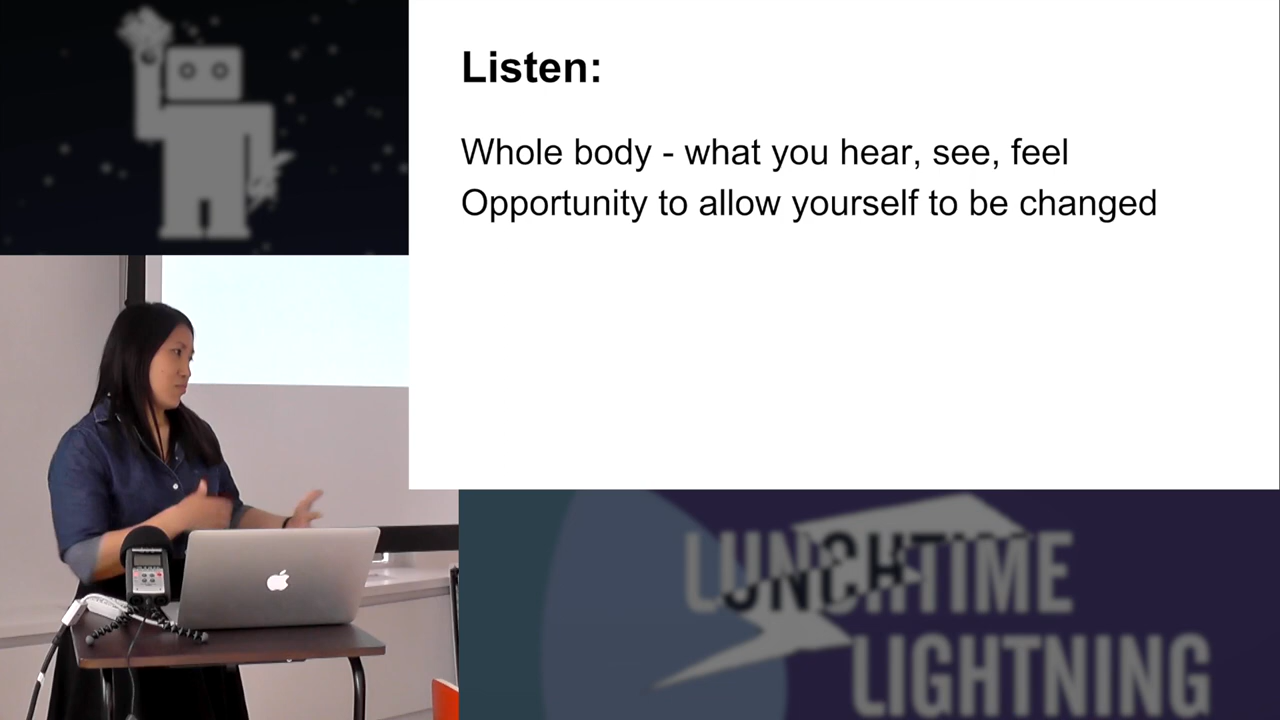 Listen:
Whole body - what you hear, see, feel
Opportunity to allow yourself to be changed
LUNCHTIME
LIGHTNING